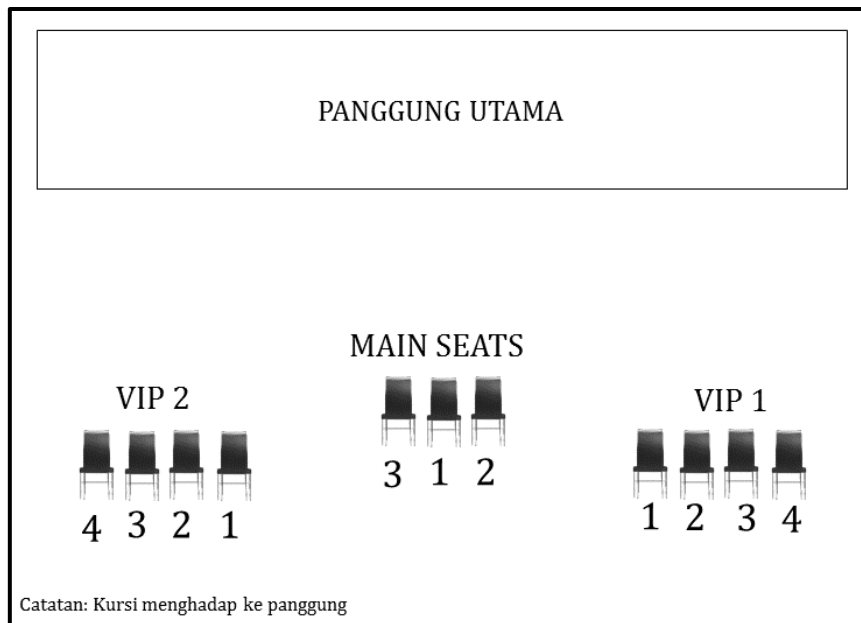 PANGGUNG UTAMA
MAIN SEATS
VIP 2
VIP 1
3 1 2
4 3 2 1
1 2 3 4
Catatan: Kursi menghadap ke panggung